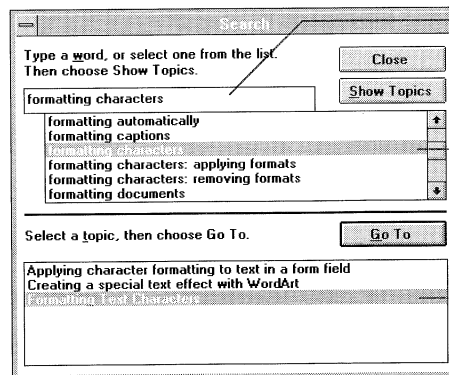 Search
Type a word, or select one from the list.
Then choose Show Topics.
Close
formatting characters
Show Topics
formatting automatically
formatting captions
formatting characters
formatting characters: applying formats
formatting characters: removing formats
formatting documents
Select a topic, then choose Go To.
Go To
Applying character formatting to text in a form field
Creating a special text effect with WordArt
Formatting Text Characters